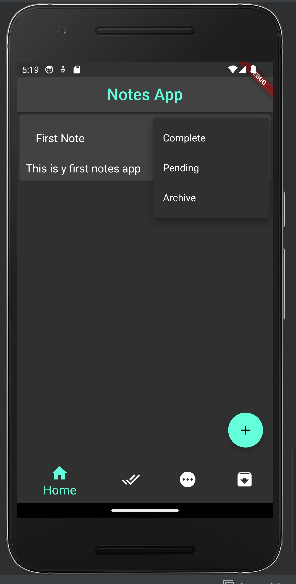 5:19
DEBUG
Notes App
First Note
This is y first notes app
Complete
Pending
Archive
Home